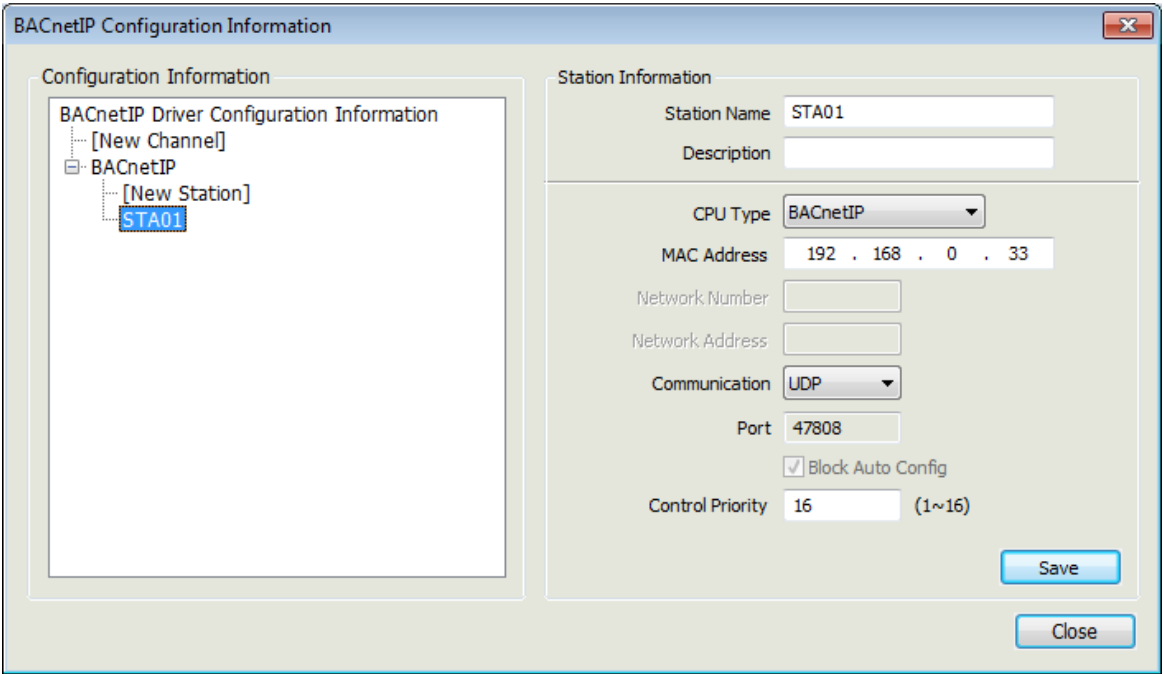 BACnetIP Configuration Information
Configuration Information
BACnetIP Driver Configuration Information
[New Channel]
BACnetIP
[New Station]
STA01
Station Information
Station Name STA01
Description
CPU Type BACnetIP
MAC Address 192 . 168 . 0 . 33
Network Number
Network Address
Communication UDP
Port 47808
Block Auto Config
Control Priority 16 (1~16)
Save
Close